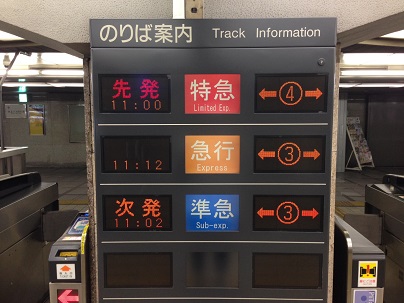 のりば案内 Track Information
先発 特急 ④
11:00 Limited Exp.
急行 ③
11:12 Express
次発 準急 ③
11:02 Sub-exp.